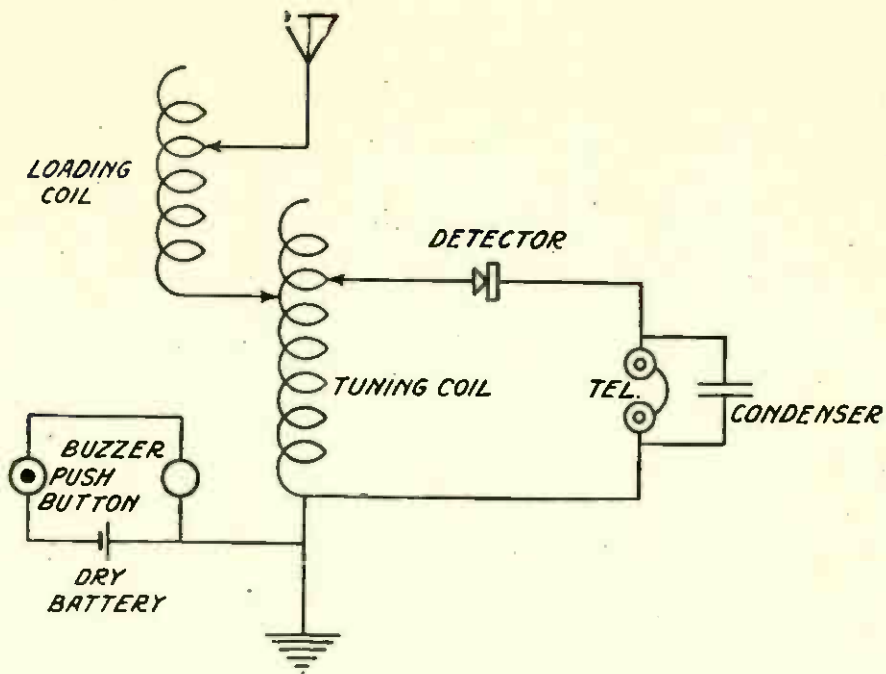 LOADING
COIL
DETECTOR
TUNING COIL
TEL.
CONDENSER
BUZZER
PUSH
BUTTON
DRY
BATTERY